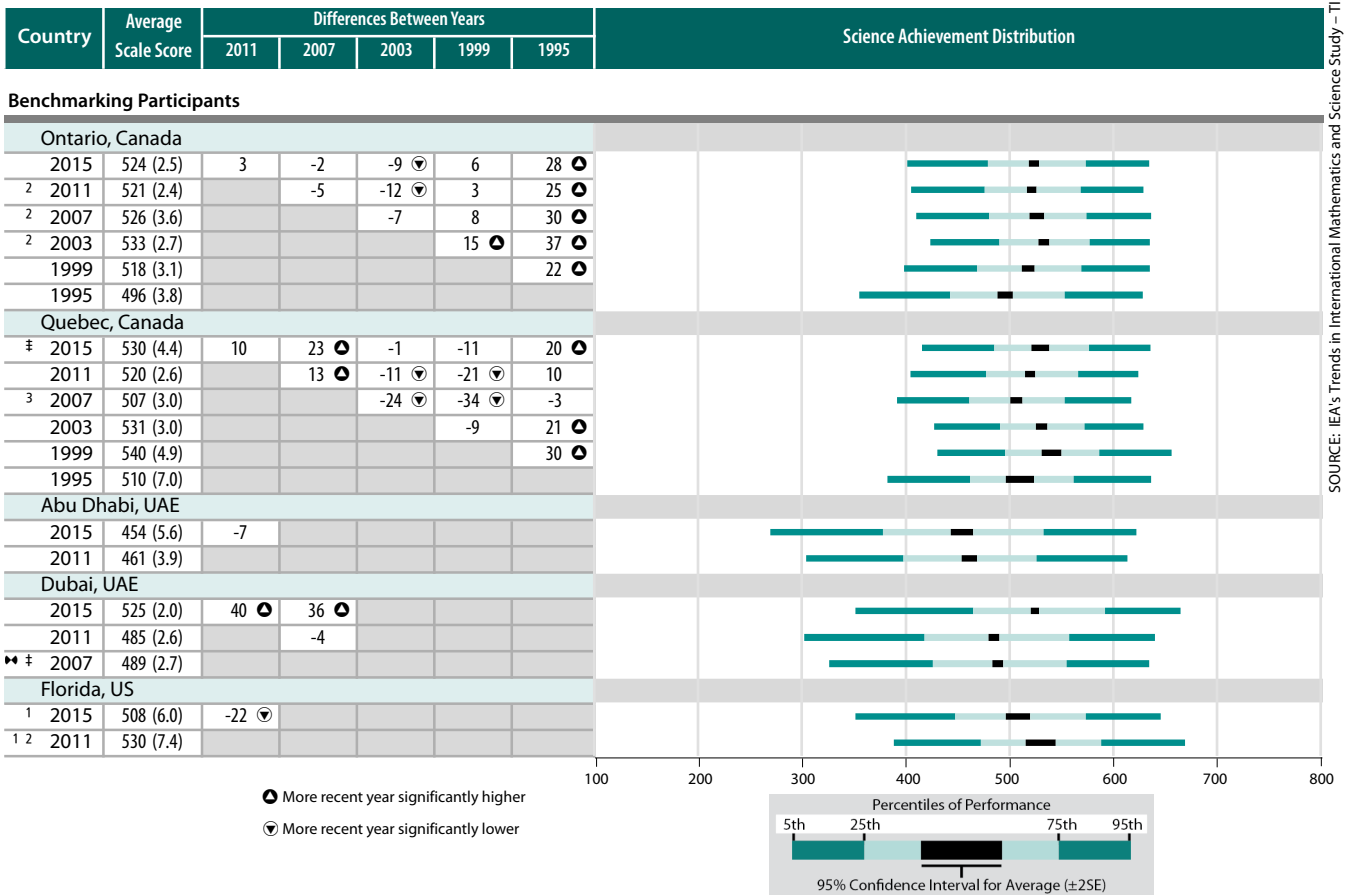 Country Average Scale Score Differences Between Years Science Achievement Distribution
2011 2007 2003 1999 1995
Benchmarking Participants
Ontario, Canada
2015 524 (2.5) 3 -2 -9 ▼ 6 28 ▲
2 2011 521 (2.4) -5 -12 ▼ 3 25 ▲
2 2007 526 (3.6) -7 8 30 ▲
2 2003 533 (2.7) 15 ▲ 37 ▲
1999 518 (3.1) 22 ▲
1995 496 (3.8)
Quebec, Canada
‡ 2015 530 (4.4) 10 23 ▲ -1 -11 20 ▲
2011 520 (2.6) 13 ▲ -11 ▼ -21 ▼ 10
3 2007 507 (3.0) -24 ▼ -34 ▼ -3
2003 531 (3.0) -9 21 ▲
1999 540 (4.9) 30 ▲
1995 510 (7.0)
Abu Dhabi, UAE
2015 454 (5.6) -7
2011 461 (3.9)
Dubai, UAE
2015 525 (2.0) 40 ▲ 36 ▲
2011 485 (2.6) -4
⧓ ‡ 2007 489 (2.7)
Florida, US
1 2015 508 (6.0) -22 ▼
1 2 2011 530 (7.4)
100 200 300 400 500 600 700 800
▲ More recent year significantly higher
▼ More recent year significantly lower
Percentiles of Performance
5th 25th 75th 95th
95% Confidence Interval for Average (±2SE)
SOURCE: IEA's Trends in International Mathematics and Science Study – TI